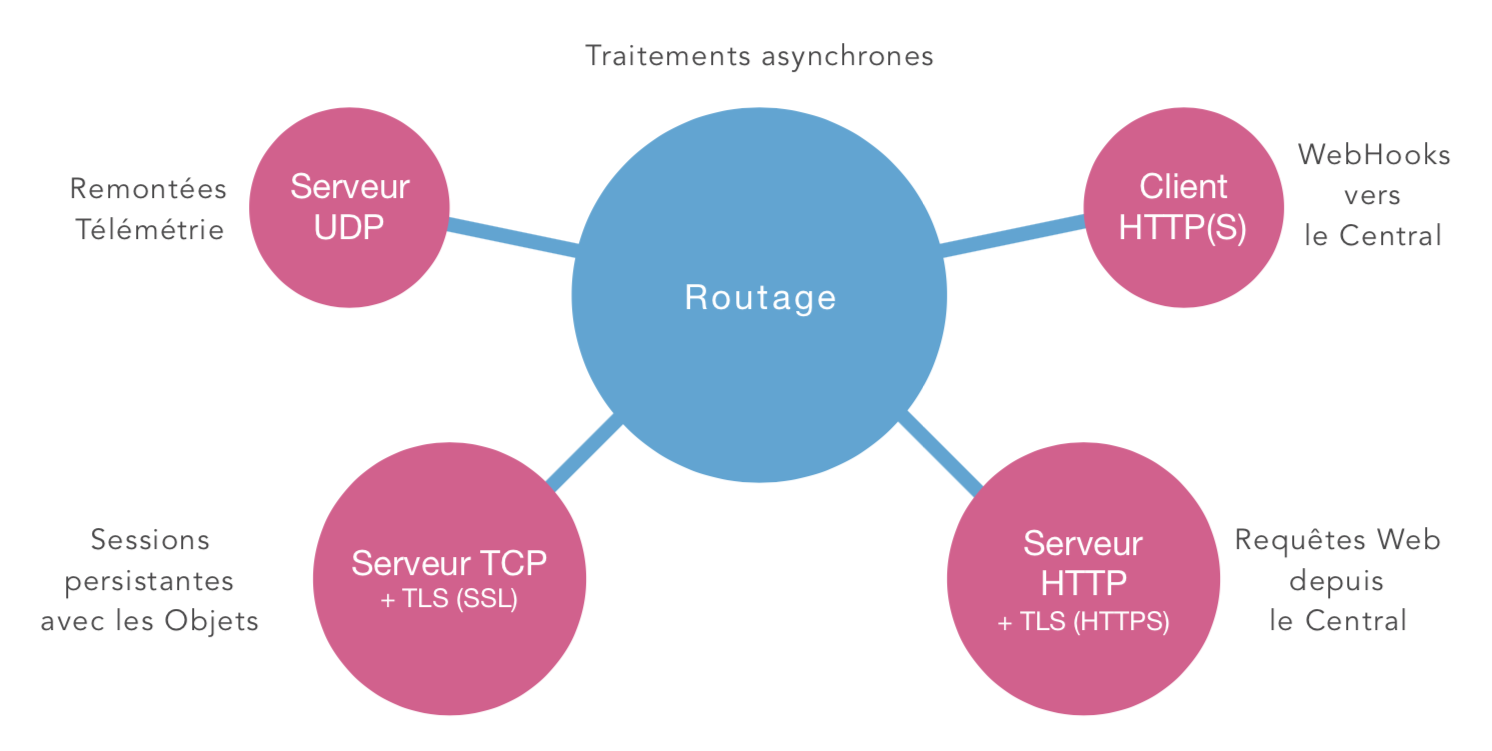 Traitements asynchrones
Remontées
Télémétrie
Serveur
UDP
Routage
Client
HTTP(S)
WebHooks
vers
le Central
Sessions
persistantes
avec les Objets
Serveur TCP
+ TLS (SSL)
Serveur
HTTP
+ TLS (HTTPS)
Requêtes Web
depuis
le Central